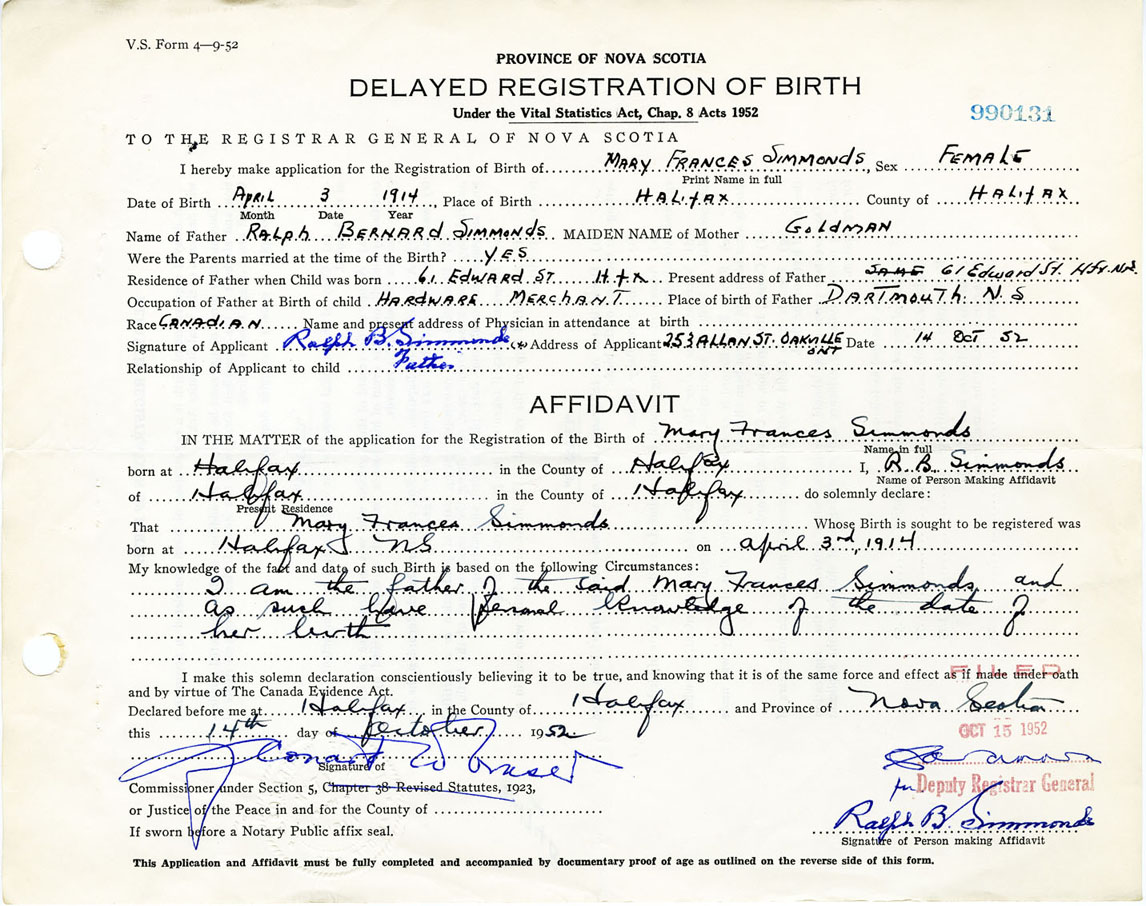 V.S. Form 4—9-52
PROVINCE OF NOVA SCOTIA
DELAYED REGISTRATION OF BIRTH
Under the Vital Statistics Act, Chap. 8 Acts 1952
990131
TO THE REGISTRAR GENERAL OF NOVA SCOTIA
I hereby make application for the Registration of Birth of MARY FRANCES SIMMONDS, Sex FEMALE
Print Name in full
Date of Birth APRIL 3 1914, Place of Birth HALIFAX County of HALIFAX
Month Date Year
Name of Father RALPH BERNARD SIMMONDS MAIDEN NAME of Mother GOLDMAN
Were the Parents married at the time of the Birth? YES
Residence of Father when Child was born 61 EDWARD ST. HFX Present address of Father SAME 61 Edward St. Hfx. N.S.
Occupation of Father at Birth of child HARDWARE MERCHANT Place of birth of Father DARTMOUTH N.S
Race CANADIAN Name and present address of Physician in attendance at birth
Signature of Applicant Ralph B Simmonds Address of Applicant 253 ALLAN ST. OAKVILLE ONT Date 14 OCT 52
Relationship of Applicant to child Father
AFFIDAVIT
IN THE MATTER of the application for the Registration of the Birth of Mary Frances Simmonds
Name in full
born at Halifax in the County of Halifax I, R. B. Simmonds
Name of Person Making Affidavit
of Halifax in the County of Halifax do solemnly declare:
Present Residence
That Mary Frances Simmonds Whose Birth is sought to be registered was
born at Halifax NS on April 3rd, 1914
My knowledge of the fact and date of such Birth is based on the following Circumstances:
I am the father of the said Mary Frances Simmonds, and
as such have personal knowledge of the date of
her birth
I make this solemn declaration conscientiously believing it to be true, and knowing that it is of the same force and effect as if made under oath
and by virtue of The Canada Evidence Act.
FILED
Declared before me at Halifax in the County of Halifax and Province of Nova Scotia
this 14th day of October 1952
OCT 15 1952
Signature of
Commissioner under Section 5, Chapter 38 Revised Statutes, 1923,
for Deputy Registrar General
or Justice of the Peace in and for the County of
Ralph B. Simmonds
If sworn before a Notary Public affix seal.
Signature of Person making Affidavit
This Application and Affidavit must be fully completed and accompanied by documentary proof of age as outlined on the reverse side of this form.